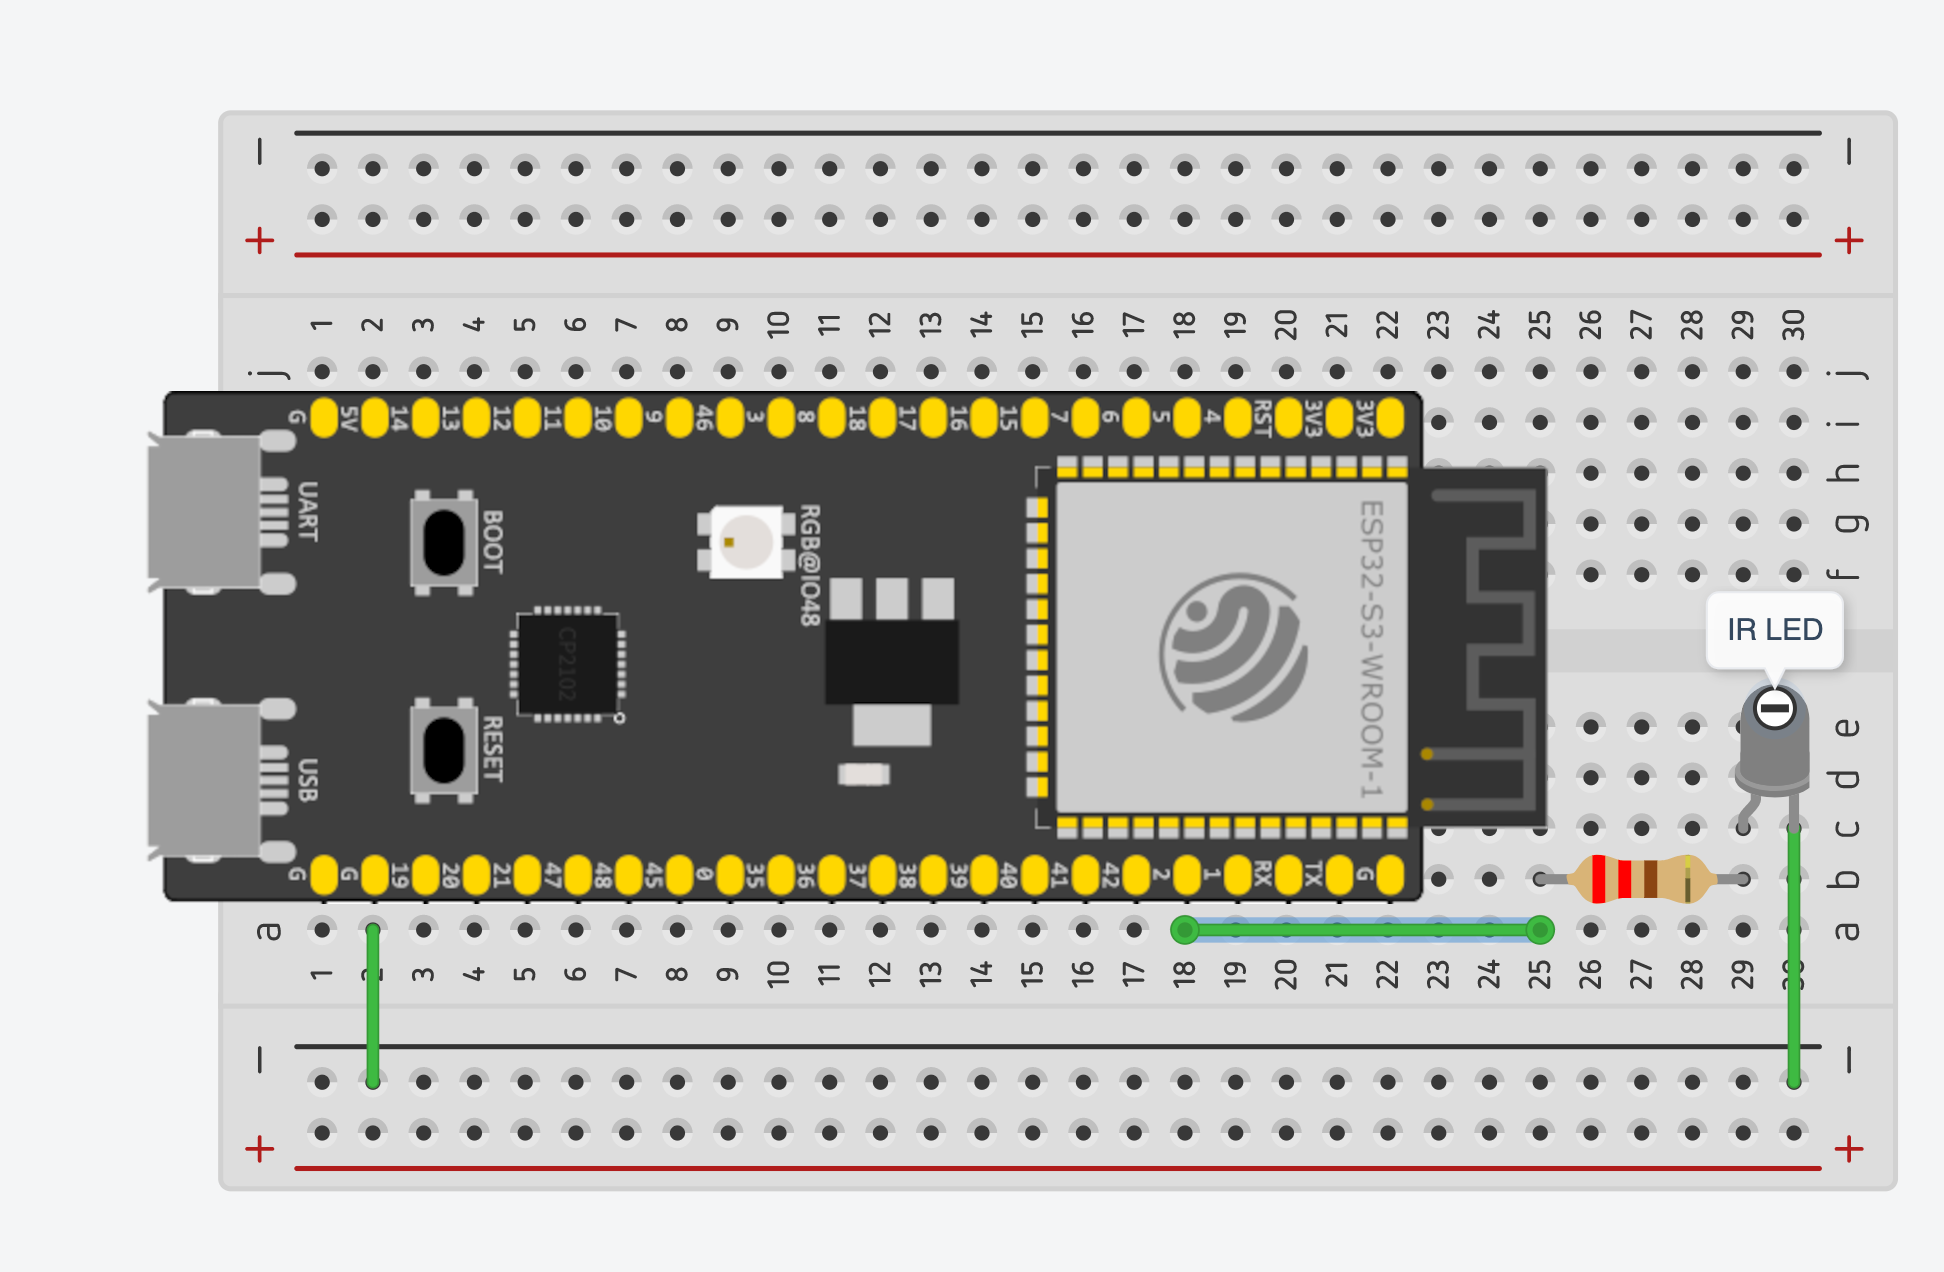 − −
+ +
1 2 3 4 5 6 7 8 9 10 11 12 13 14 15 16 17 18 19 20 21 22 23 24 25 26 27 28 29 30
j j
G 5V 14 13 12 11 10 9 46 3 8 18 17 16 15 7 6 5 4 RST 3V3 3V3
i
h
g
f
UART
BOOT
RGB@IO48
ESP32-S3-WROOM-1
IR LED
CP2102
USB
RESET
e
d
c
G G 19 20 21 47 48 45 0 35 36 37 38 39 40 41 42 2 1 RX TX G
b
a a
1 2 3 4 5 6 7 8 9 10 11 12 13 14 15 16 17 18 19 20 21 22 23 24 25 26 27 28 29 30
− −
+ +